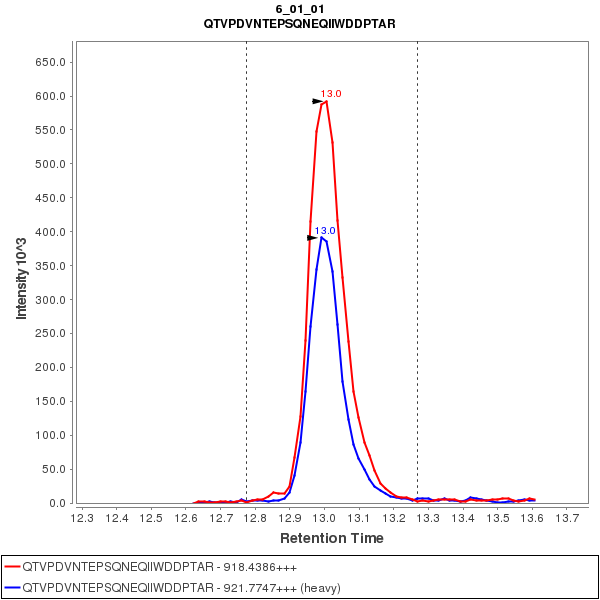 6_01_01
QTVPDVNTEPSQNEQIIWDDPTAR
Intensity 10^3
650.0
600.0
550.0
500.0
450.0
400.0
350.0
300.0
250.0
200.0
150.0
100.0
50.0
0.0
13.0
13.0
12.3 12.4 12.5 12.6 12.7 12.8 12.9 13.0 13.1 13.2 13.3 13.4 13.5 13.6 13.7
Retention Time
QTVPDVNTEPSQNEQIIWDDPTAR - 918.4386+++
QTVPDVNTEPSQNEQIIWDDPTAR - 921.7747+++ (heavy)